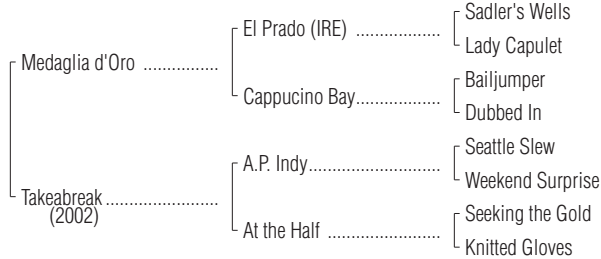 Sadler's Wells
El Prado (IRE) ..................
Lady Capulet
Medaglia d'Oro ................
Bailjumper
Cappucino Bay..................
Dubbed In
Seattle Slew
A.P. Indy............................
Weekend Surprise
Takeabreak ........................
(2002)
Seeking the Gold
At the Half ........................
Knitted Gloves